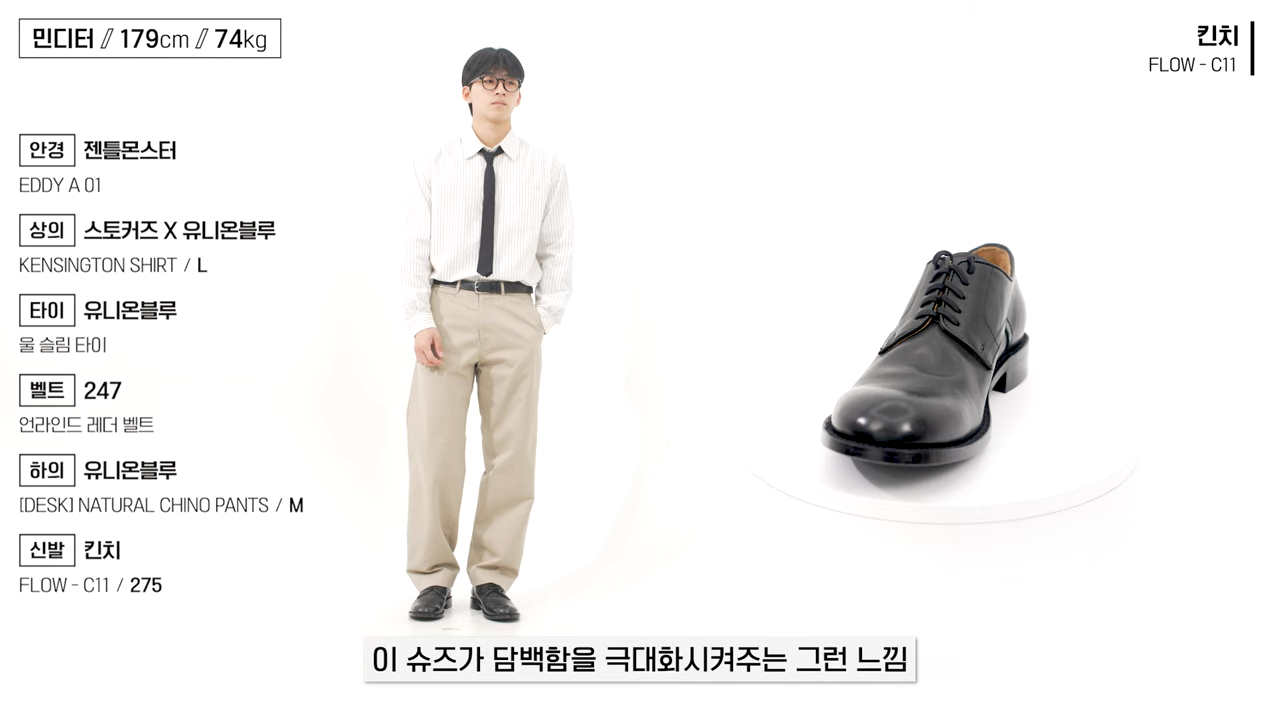 민디터 // 179cm // 74kg
킨치
FLOW - C11
안경 젠틀몬스터
EDDY A 01
상의 스토커즈 X 유니온블루
KENSINGTON SHIRT / L
타이 유니온블루
울 슬림 타이
벨트 247
언라인드 레더 벨트
하의 유니온블루
[DESK] NATURAL CHINO PANTS / M
신발 킨치
FLOW - C11 / 275
이 슈즈가 담백함을 극대화시켜주는 그런 느낌